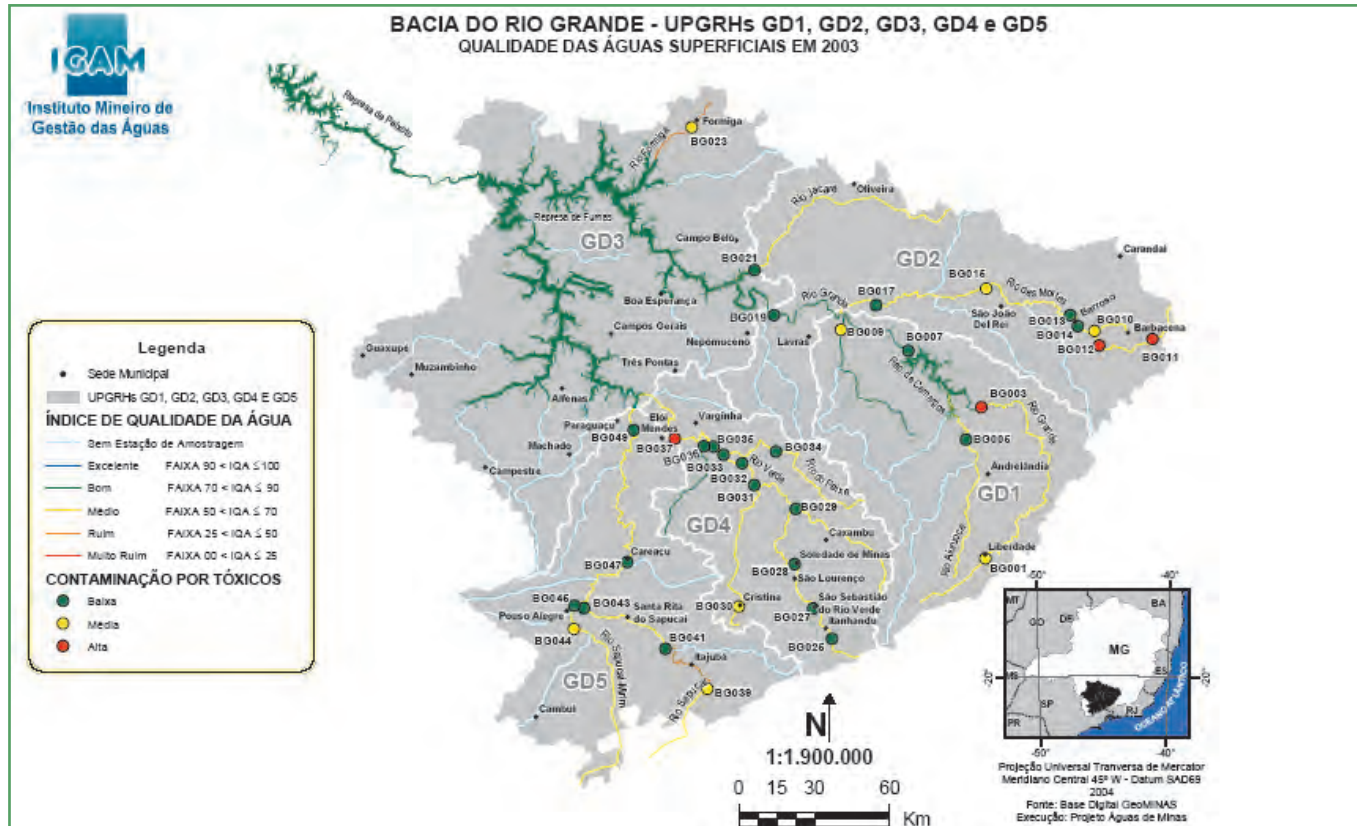 BACIA DO RIO GRANDE - UPGRHs GD1, GD2, GD3, GD4 e GD5
QUALIDADE DAS ÁGUAS SUPERFICIAIS EM 2003
IGAM
Instituto Mineiro de
Gestão das Águas
Represa de Peixoto
Formiga
BG023
Rio Formiga
Rio Jacaré
Oliveira
Represa de Furnas
GD3
Campo Belo
BG021
GD2
Carandaí
Boa Esperança
BG019
Rio Grande
BG017
BG015
Rio das Mortes
São João
Del Rei
Barroso
BG013
BG014
BG010
Barbacena
BG012
BG011
Campos Gerais
Nepomuceno
Lavras
BG009
BG007
Rep. de Camargos
Guaxupé
Muzambinho
Três Pontas
BG003
Rio Grande
Alfenas
Elói
Mendes
Varginha
Paraguaçu
BG049
BG037
BG036
BG035
BG033
BG034
BG005
Machado
Campestre
Rio Verde
BG032
Rio do Peixe
BG031
Andrelândia
GD1
GD4
BG029
Caxambu
Rio Aiuruoca
Careaçu
BG047
Soledade de Minas
BG028
São Lourenço
Liberdade
BG001
BG045
BG043
Pouso Alegre
Santa Rita
do Sapucaí
BG030
Cristina
São Sebastião
do Rio Verde
BG027
Itanhandu
BG025
BG044
BG041
Itajubá
Rio Sapucaí-Mirim
GD5
Rio Sapucaí
BG039
Cambuí
Legenda
Sede Municipal
UPGRHs GD1, GD2, GD3, GD4 E GD5
ÍNDICE DE QUALIDADE DA ÁGUA
Sem Estação de Amostragem
Excelente FAIXA 90 < IQA ≤ 100
Bom FAIXA 70 < IQA ≤ 90
Médio FAIXA 50 < IQA ≤ 70
Ruim FAIXA 25 < IQA ≤ 50
Muito Ruim FAIXA 00 < IQA ≤ 25
CONTAMINAÇÃO POR TÓXICOS
Baixa
Média
Alta
N
1:1.900.000
0 15 30 60
Km
-50° -40°
MT
GO
DF
BA
MG
MS
ES
-20° -20°
SP
RJ
PR
OCEANO ATLÂNTICO
-50° -40°
Projeção Universal Tranversa de Mercator
Meridiano Central 45º W - Datum SAD69
2004
Fonte: Base Digital GeoMINAS
Execução: Projeto Águas de Minas